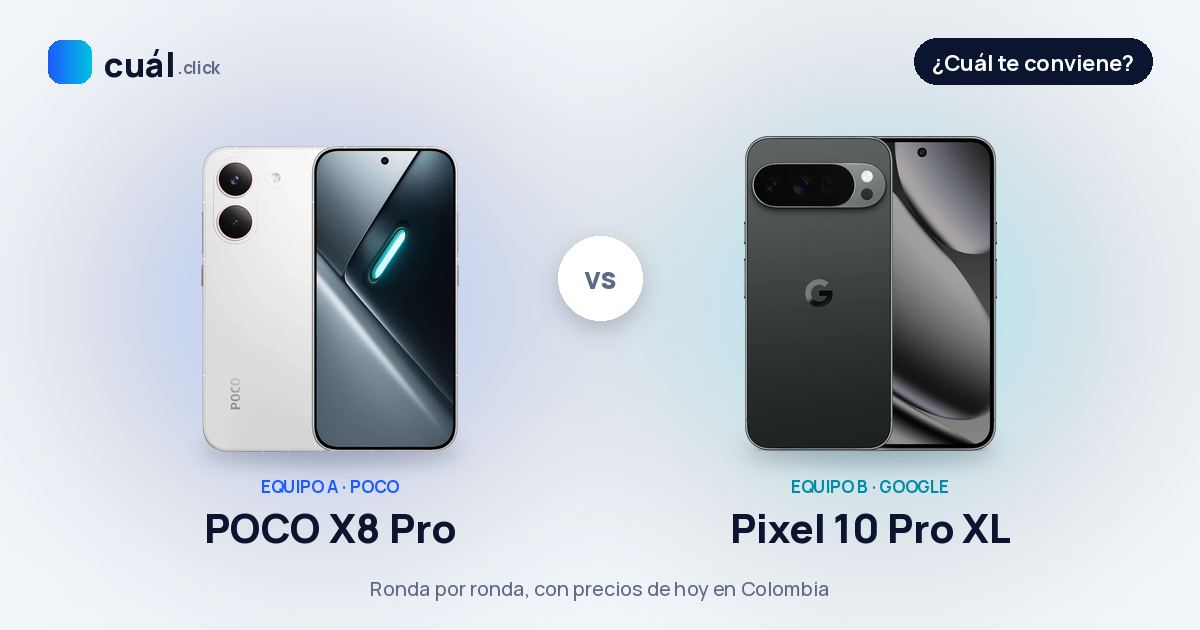 cuál.click
¿Cuál te conviene?
POCO
G
vs
EQUIPO A · POCO
EQUIPO B · GOOGLE
POCO X8 Pro
Pixel 10 Pro XL
Ronda por ronda, con precios de hoy en Colombia